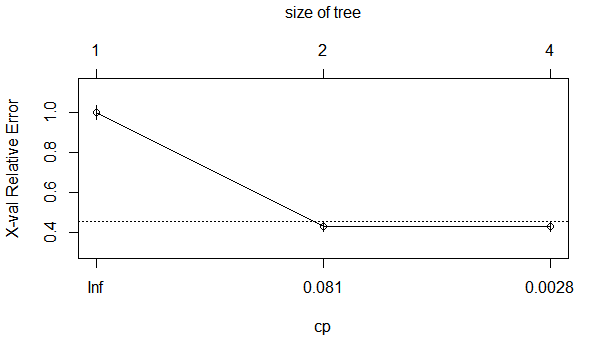 size of tree
1 2 4
X-val Relative Error
1.0
0.8
0.6
0.4
Inf 0.081 0.0028
cp